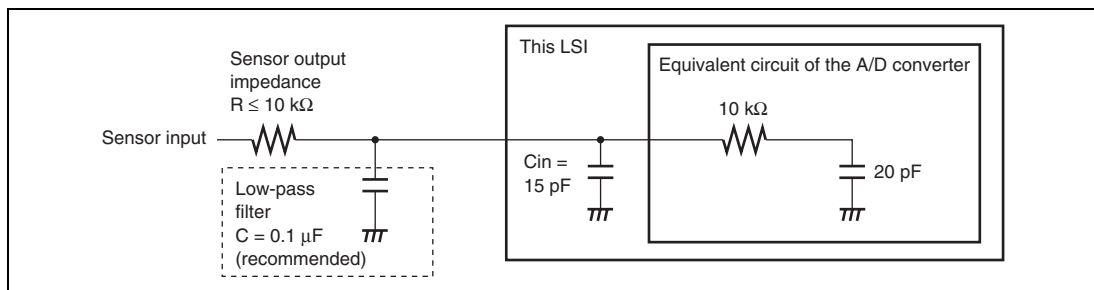 This LSI
Sensor output
impedance
R ≤ 10 kΩ
Equivalent circuit of the A/D converter
10 kΩ
Sensor input
Cin =
15 pF
20 pF
Low-pass
filter
C = 0.1 μF
(recommended)